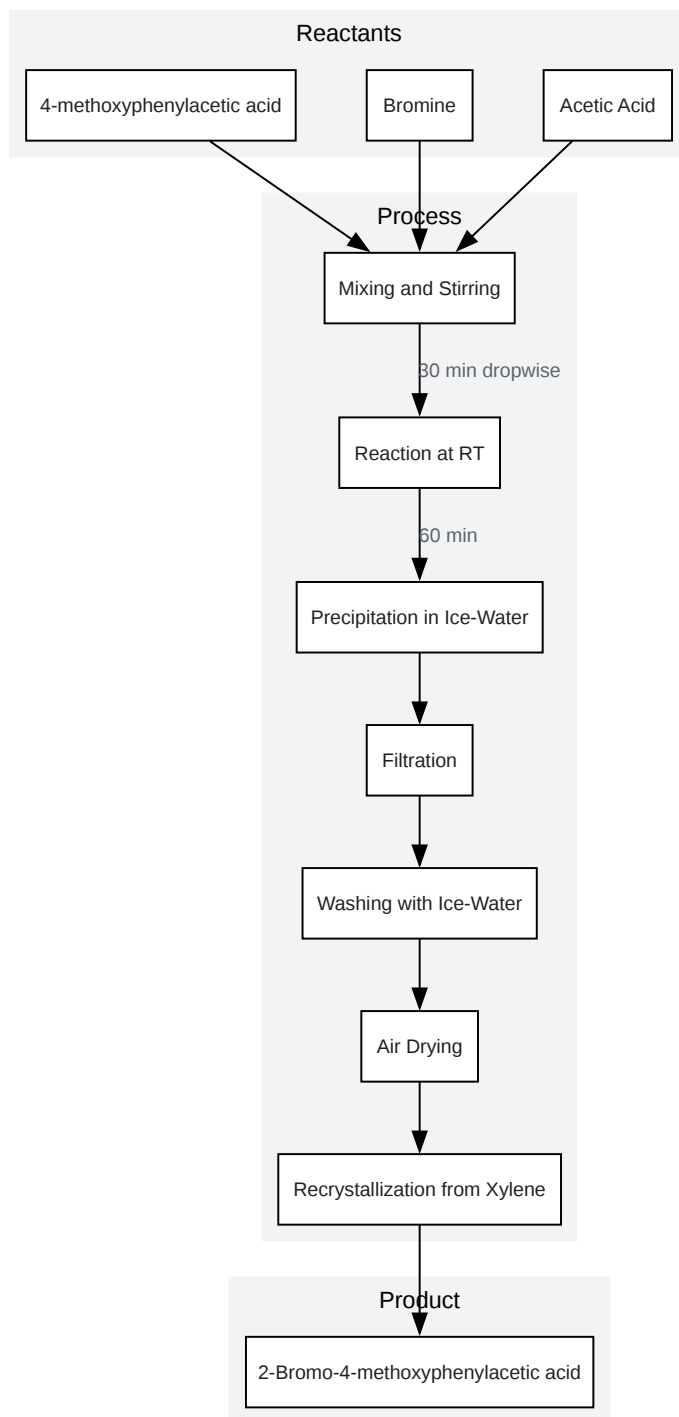 Reactants
4-methoxyphenylacetic acid
Bromine
Acetic Acid
Process
Mixing and Stirring
30 min dropwise
Reaction at RT
60 min
Precipitation in Ice-Water
Filtration
Washing with Ice-Water
Air Drying
Recrystallization from Xylene
Product
2-Bromo-4-methoxyphenylacetic acid